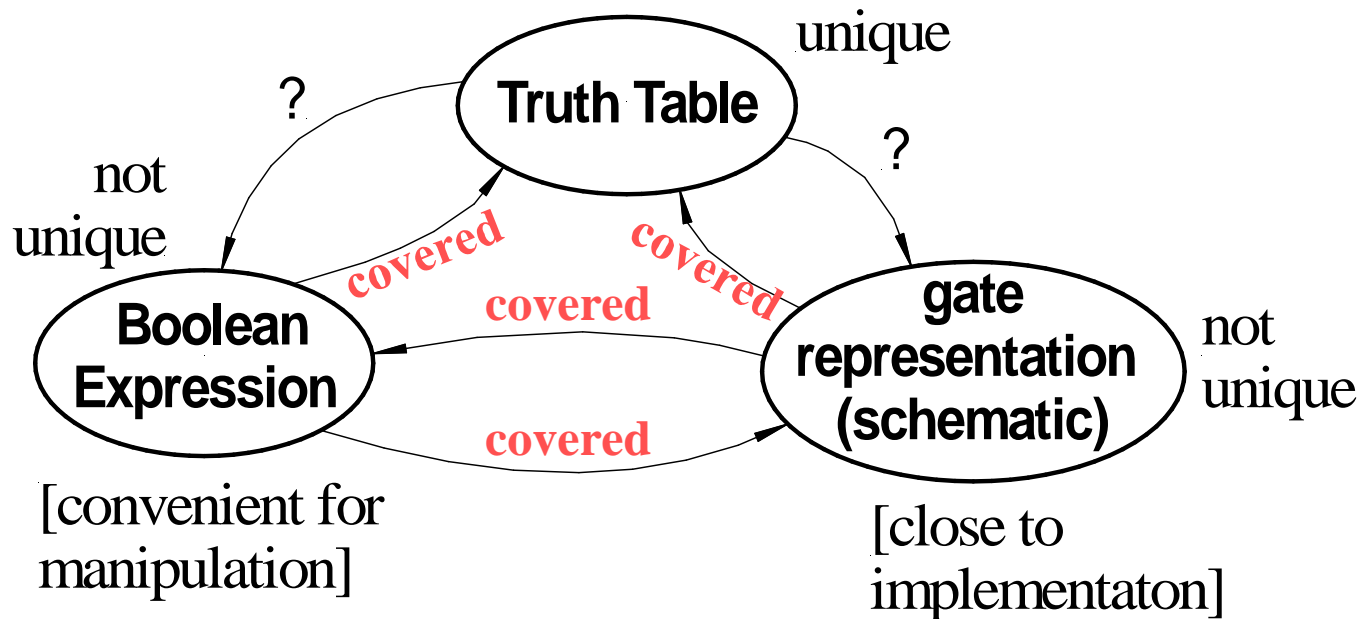 unique
Truth Table
?
?
not
unique
covered
covered
covered
Boolean
Expression
gate
representation
(schematic)
not
unique
covered
[convenient for
manipulation]
[close to
implementaton]